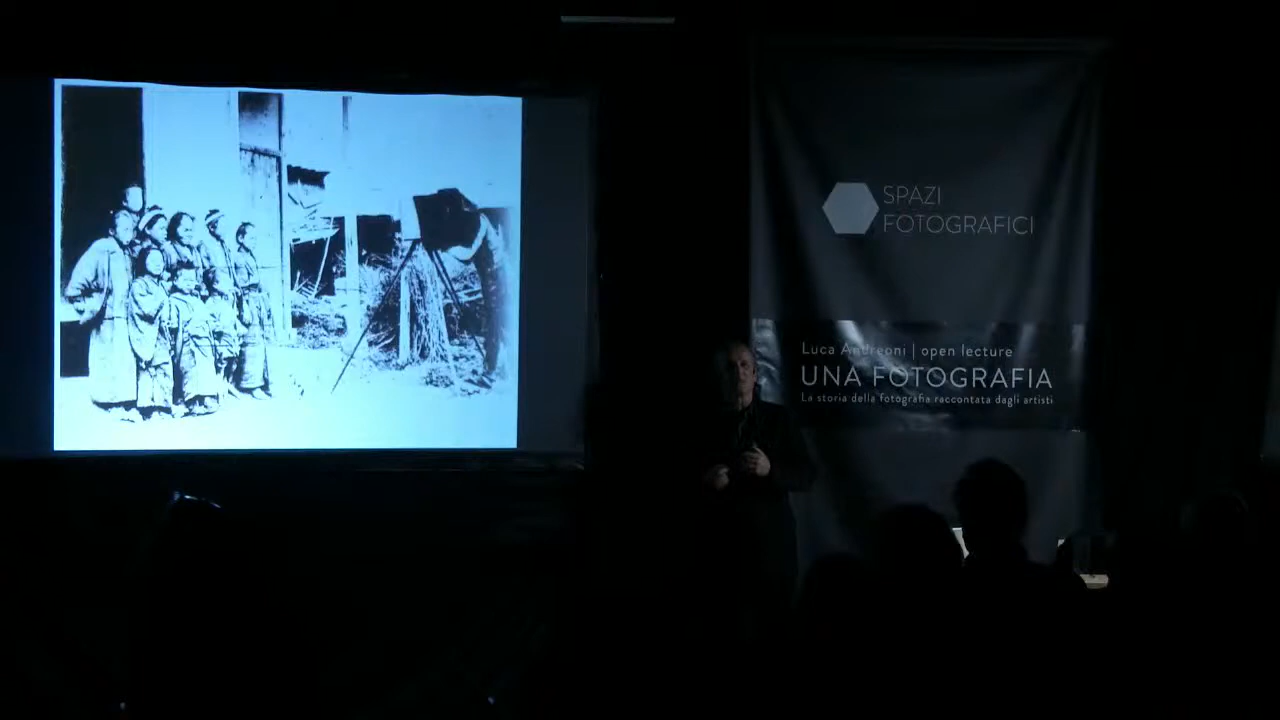 SPAZI
FOTOGRAFICI
Luca Andreoni | open lecture
UNA FOTOGRAFIA
La storia della fotografia raccontata dagli artisti